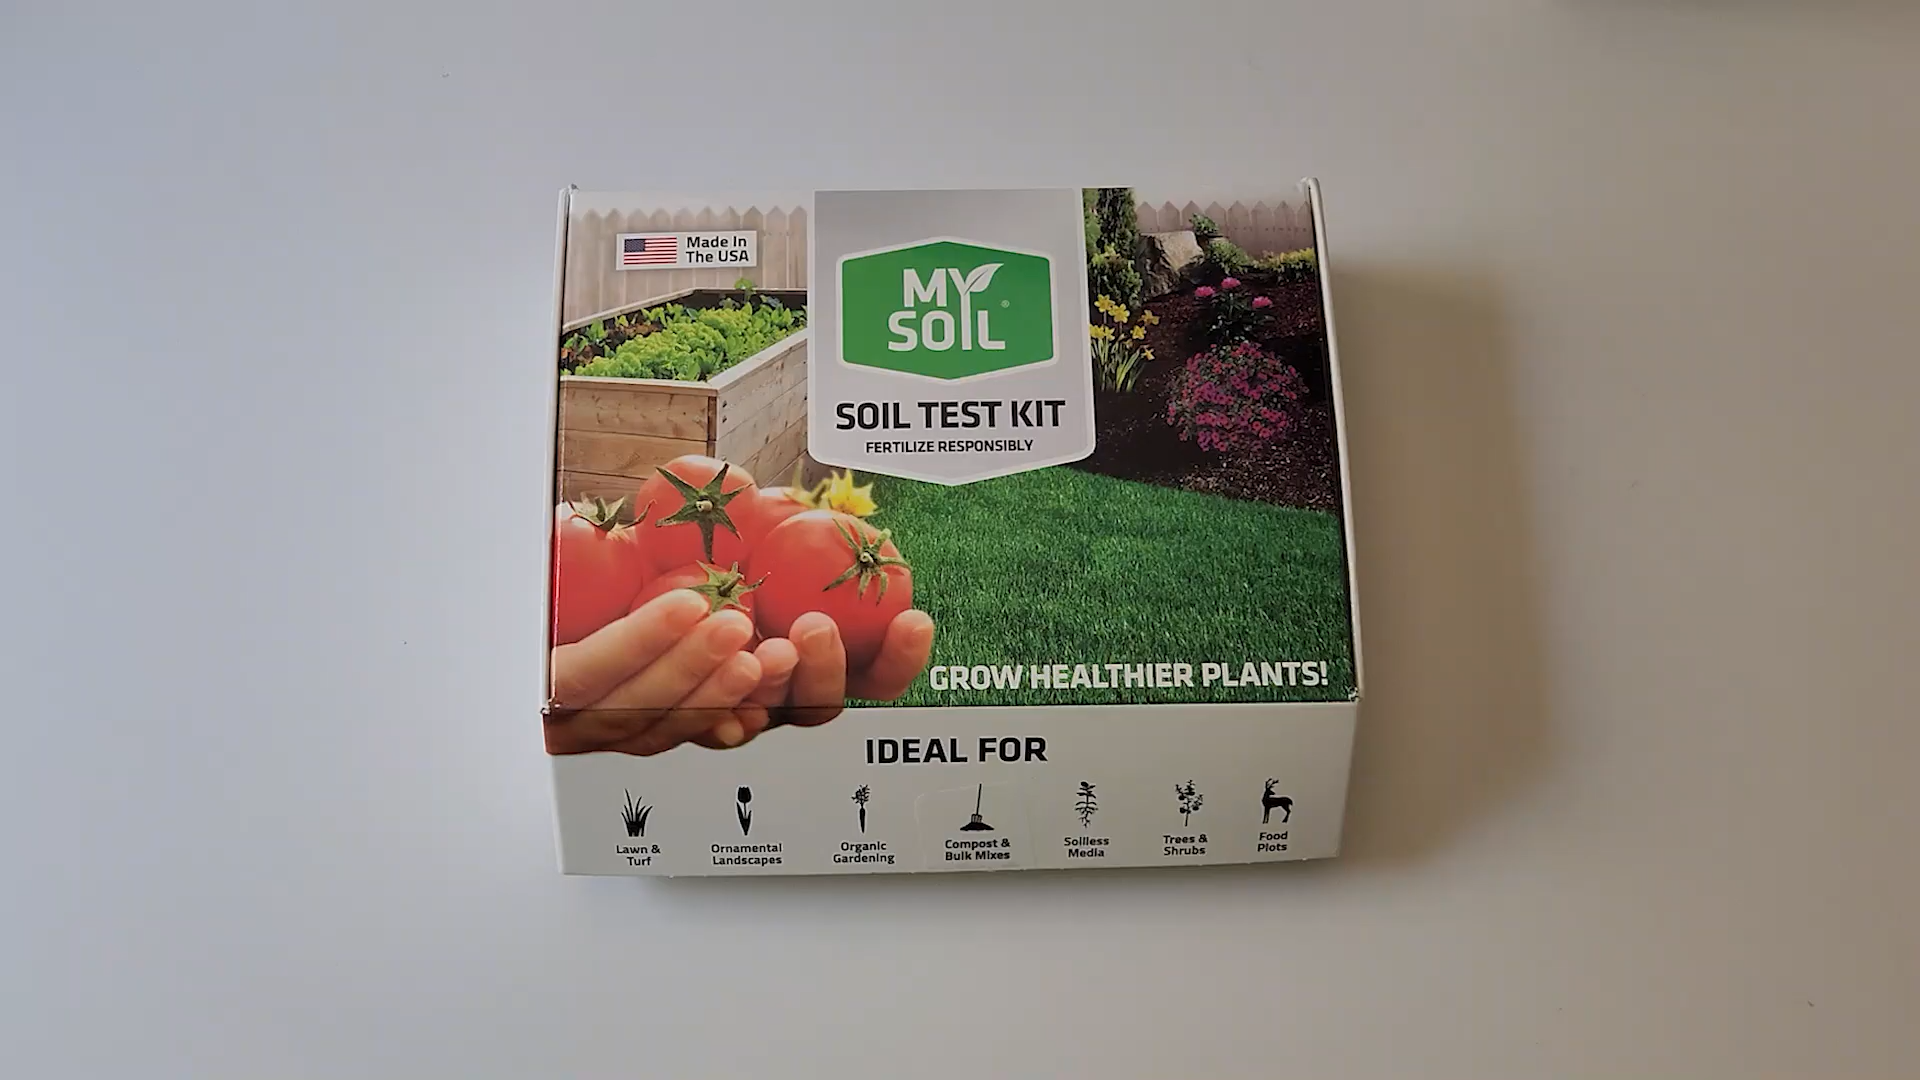 Made In
The USA
MY
SOIL®
SOIL TEST KIT
FERTILIZE RESPONSIBLY
GROW HEALTHIER PLANTS!
IDEAL FOR
Lawn &
Turf
Ornamental
Landscapes
Organic
Gardening
Compost &
Bulk Mixes
Soilless
Media
Trees &
Shrubs
Food
Plots